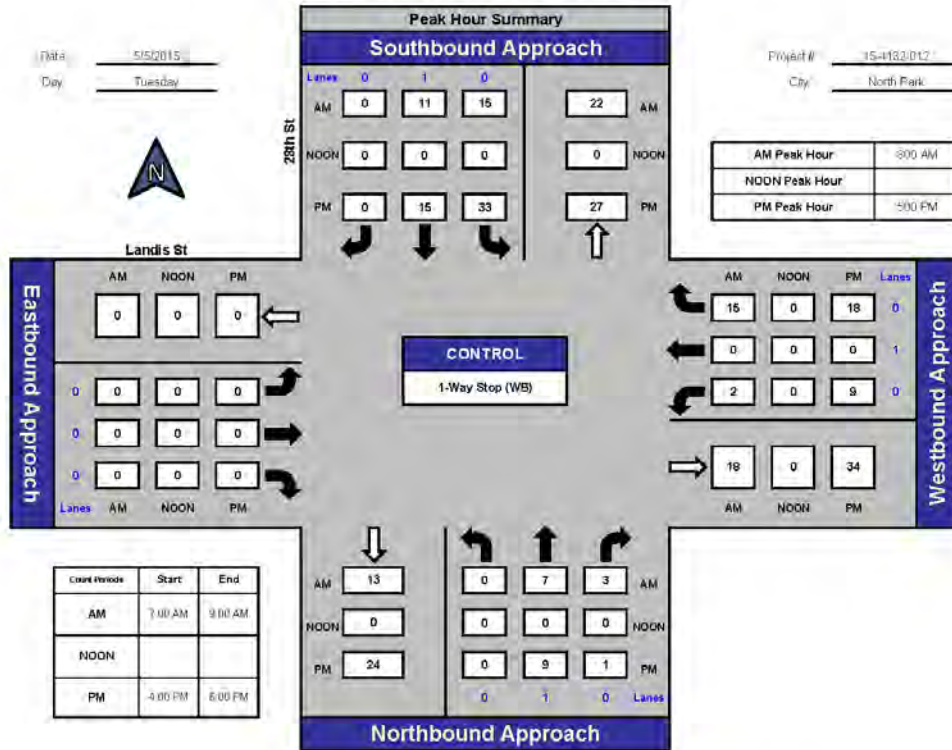 Peak Hour Summary
Southbound Approach
Date 5/5/2015
Day Tuesday
Project # 15-4132-012
City North Park
Lanes 0 1 0
AM 0 11 15 22 AM
NOON 0 0 0 0 NOON
PM 0 15 33 27 PM
28th St
N
AM Peak Hour 800 AM
NOON Peak Hour
PM Peak Hour 500 PM
Landis St
Eastbound Approach
AM NOON PM
0 0 0
0 0 0 0
0 0 0 0
0 0 0 0
Lanes AM NOON PM
CONTROL
1-Way Stop (WB)
Westbound Approach
AM NOON PM Lanes
15 0 18 0
0 0 0 1
2 0 9 0
18 0 34
AM NOON PM
Count Periods Start End
AM 7:00 AM 9:00 AM
NOON
PM 4:00 PM 6:00 PM
AM 13 0 7 3 AM
NOON 0 0 0 0 NOON
PM 24 0 9 1 PM
0 1 0 Lanes
Northbound Approach